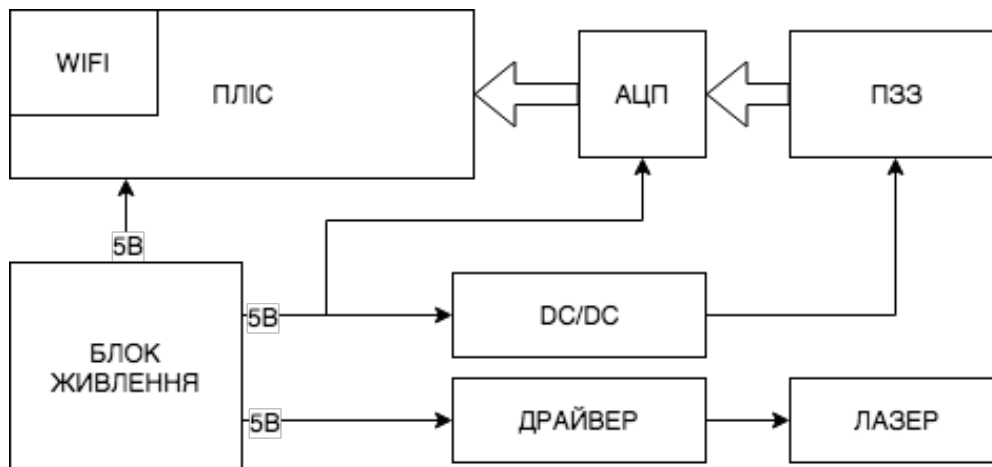 WIFI
ПЛІС
АЦП
ПЗЗ
5В
5В
DC/DC
БЛОК
ЖИВЛЕННЯ
5В
ДРАЙВЕР
ЛАЗЕР